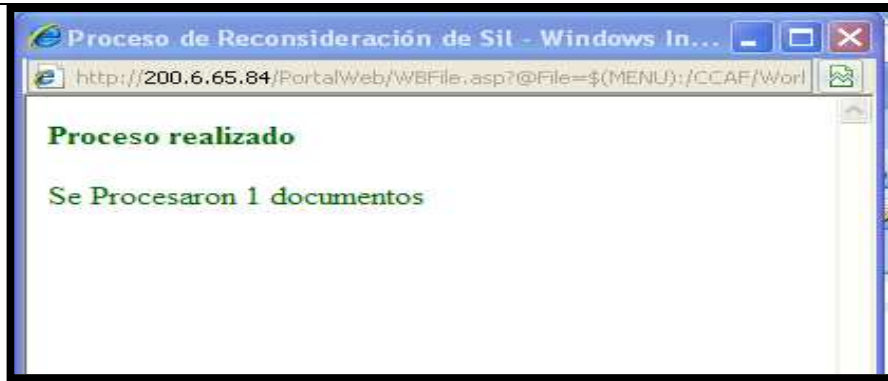 Proceso de Reconsideración de Sil - Windows In...
http://200.6.65.84/PortalWeb/WBFile.asp?@File=$(MENU):/CCAF/Worl
Proceso realizado
Se Procesaron 1 documentos